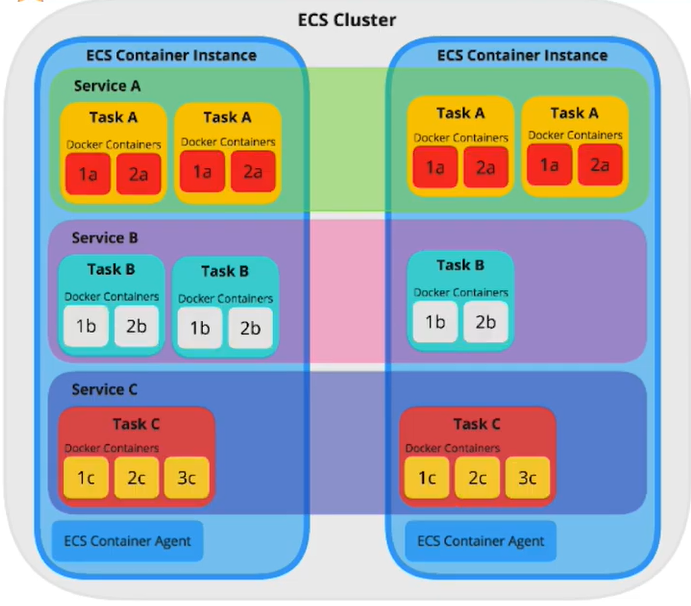 ECS Cluster
ECS Container Instance
ECS Container Instance
Service A
Task A
Docker Containers
1a 2a
Task A
Docker Containers
1a 2a
Task A
Docker Containers
1a 2a
Task A
Docker Containers
1a 2a
Service B
Task B
Docker Containers
1b 2b
Task B
Docker Containers
1b 2b
Task B
Docker Containers
1b 2b
Service C
Task C
Docker Containers
1c 2c 3c
Task C
Docker Containers
1c 2c 3c
ECS Container Agent
ECS Container Agent